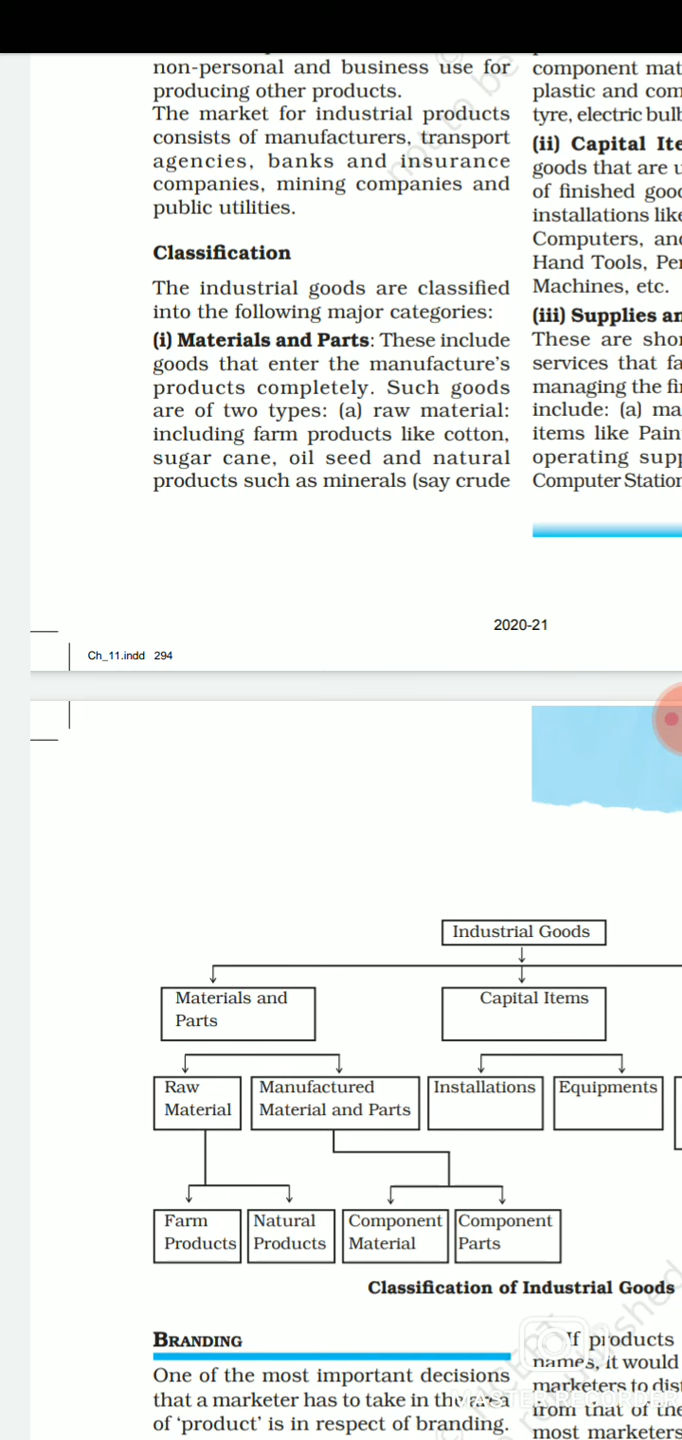 non-personal and business use for
producing other products.
The market for industrial products
consists of manufacturers, transport
agencies, banks and insurance
companies, mining companies and
public utilities.
Classification
The industrial goods are classified
into the following major categories:
(i) Materials and Parts: These include
goods that enter the manufacture's
products completely. Such goods
are of two types: (a) raw material:
including farm products like cotton,
sugar cane, oil seed and natural
products such as minerals (say crude
component mat
plastic and com
tyre, electric bulb
(ii) Capital Ite
goods that are u
of finished good
installations like
Computers, and
Hand Tools, Per
Machines, etc.
(iii) Supplies an
These are shor
services that fa
managing the fi
include: (a) ma
items like Pain
operating supp
Computer Station
not to be
2020-21
Ch_11.indd 294
Industrial Goods
Materials and
Parts
Capital Items
Raw
Material
Manufactured
Material and Parts
Installations
Equipments
Farm
Products
Natural
Products
Component
Material
Component
Parts
Classification of Industrial Goods
BRANDING
One of the most important decisions
that a marketer has to take in the area
of 'product' is in respect of branding.
If products
names, it would
marketers to dist
from that of the
most marketers
MASTER RECORDER